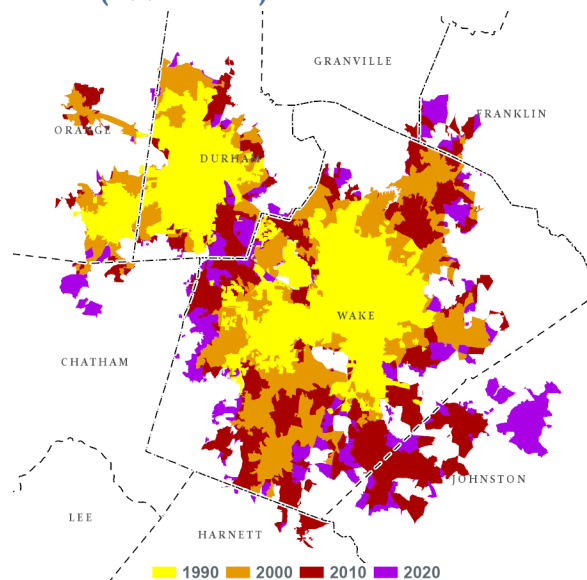 GRANVILLE
FRANKLIN
ORANGE
DURHAM
WAKE
CHATHAM
JOHNSTON
LEE
HARNETT
1990 2000 2010 2020